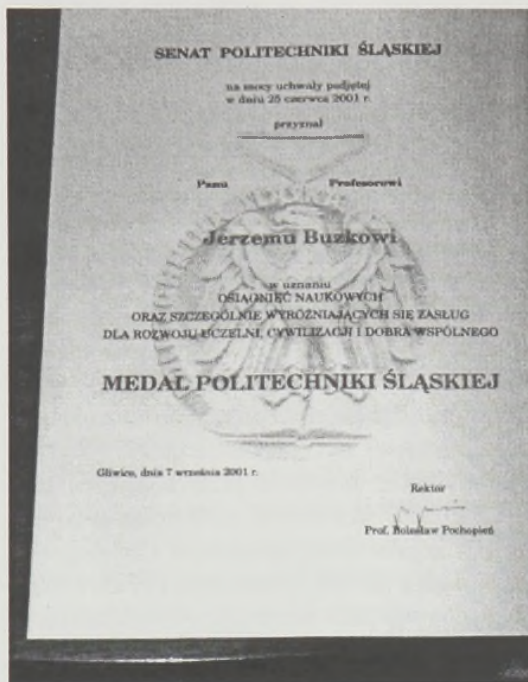 SENAT POLITECHNIKI ŚLĄSKIEJ
na mocy uchwały podjętej
w dniu 25 czerwca 2001 r.
przyznał
Panu Profesorowi
Jerzemu Buzkowi
w uznaniu
OSIĄGNIĘĆ NAUKOWYCH
ORAZ SZCZEGÓLNIE WYRÓŻNIAJĄCYCH SIĘ ZASŁUG
DLA ROZWOJU UCZELNI, CYWILIZACJI I DOBRA WSPÓLNEGO
MEDAL POLITECHNIKI ŚLĄSKIEJ
Gliwice, dnia 7 września 2001 r.
Rektor
Prof. Bolesław Pochopień